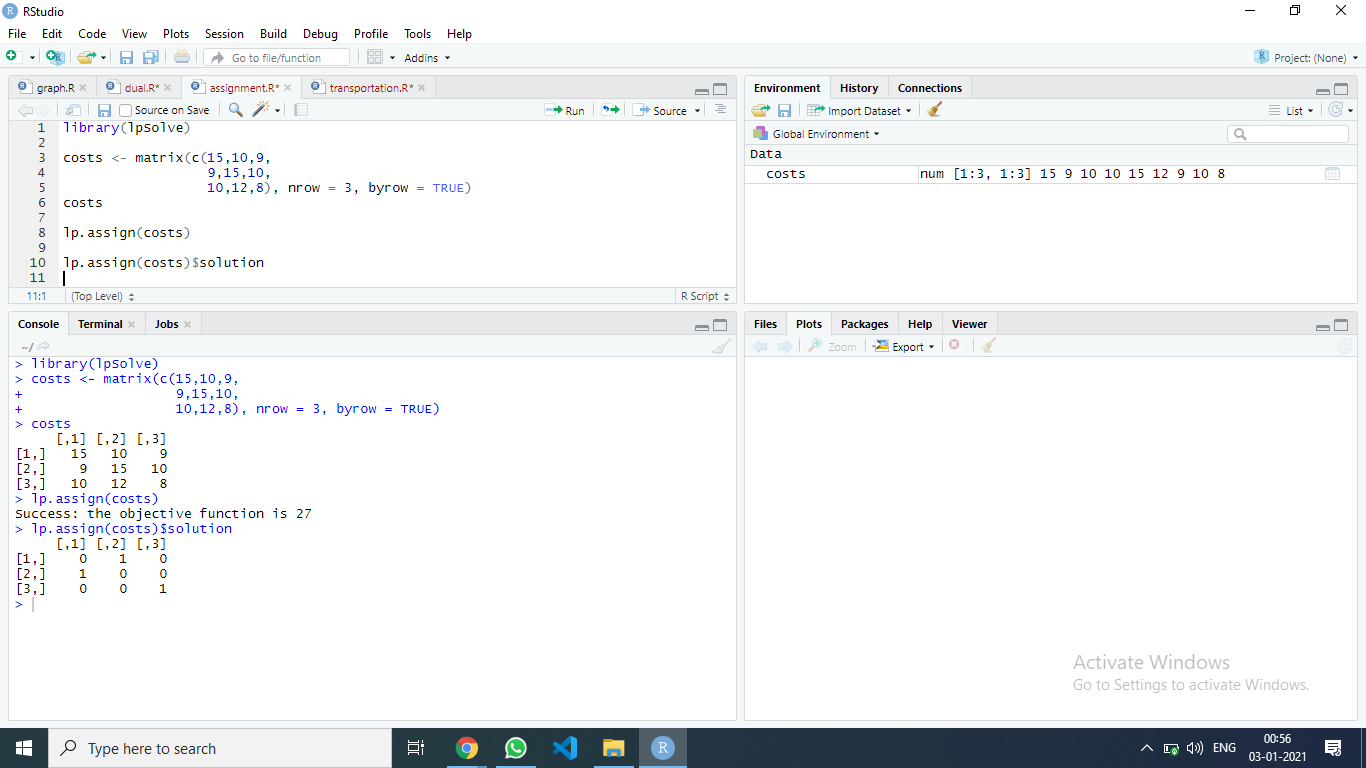 RStudio
File Edit Code View Plots Session Build Debug Profile Tools Help
Go to file/function Addins Project: (None)
graph.R dual.R* assignment.R* transportation.R*
Source on Save Run Source
1 library(lpSolve)
2
3 costs <- matrix(c(15,10,9,
4 9,15,10,
5 10,12,8), nrow = 3, byrow = TRUE)
6 costs
7
8 lp.assign(costs)
9
10 lp.assign(costs)$solution
11
11:1 (Top Level) R Script
Console Terminal Jobs
~/
> library(lpSolve)
> costs <- matrix(c(15,10,9,
+ 9,15,10,
+ 10,12,8), nrow = 3, byrow = TRUE)
> costs
[,1] [,2] [,3]
[1,] 15 10 9
[2,] 9 15 10
[3,] 10 12 8
> lp.assign(costs)
Success: the objective function is 27
> lp.assign(costs)$solution
[,1] [,2] [,3]
[1,] 0 1 0
[2,] 1 0 0
[3,] 0 0 1
>
Environment History Connections
Import Dataset List
Global Environment
Data
costs num [1:3, 1:3] 15 9 10 10 15 12 9 10 8
Files Plots Packages Help Viewer
Zoom Export
Activate Windows
Go to Settings to activate Windows.
Type here to search
R
ENG
00:56
03-01-2021